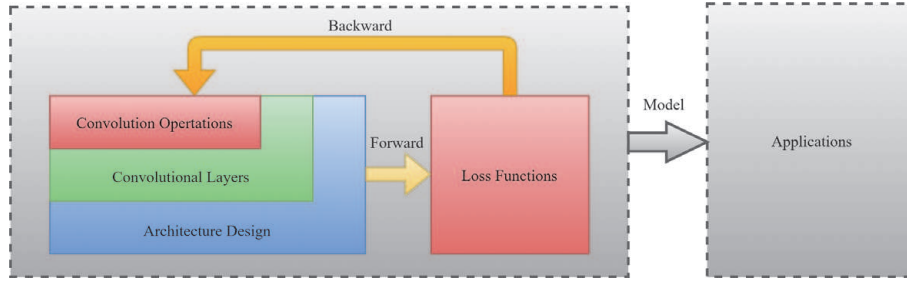 Backward
Convolution Opertations
Convolutional Layers
Architecture Design
Forward
Loss Functions
Model
Applications